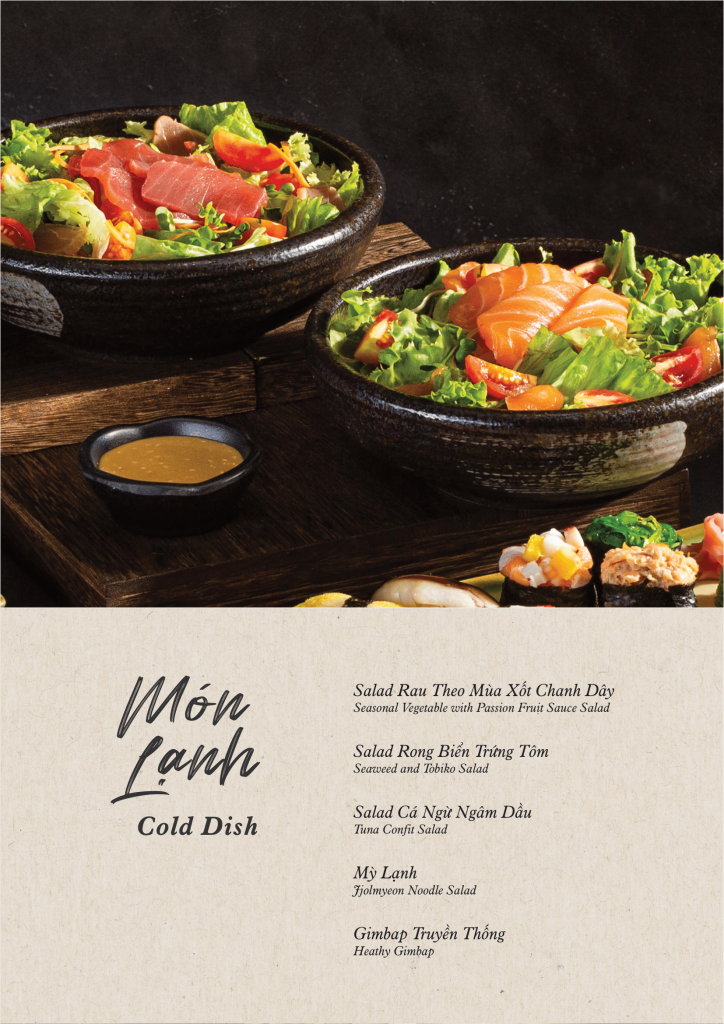 Món
Lạnh
Cold Dish
Salad Rau Theo Mùa Xốt Chanh Dây
Seasonal Vegetable with Passion Fruit Sauce Salad
Salad Rong Biển Trứng Tôm
Seaweed and Tobiko Salad
Salad Cá Ngừ Ngâm Dầu
Tuna Confit Salad
Mỳ Lạnh
Jjolmyeon Noodle Salad
Gimbap Truyền Thống
Heathy Gimbap